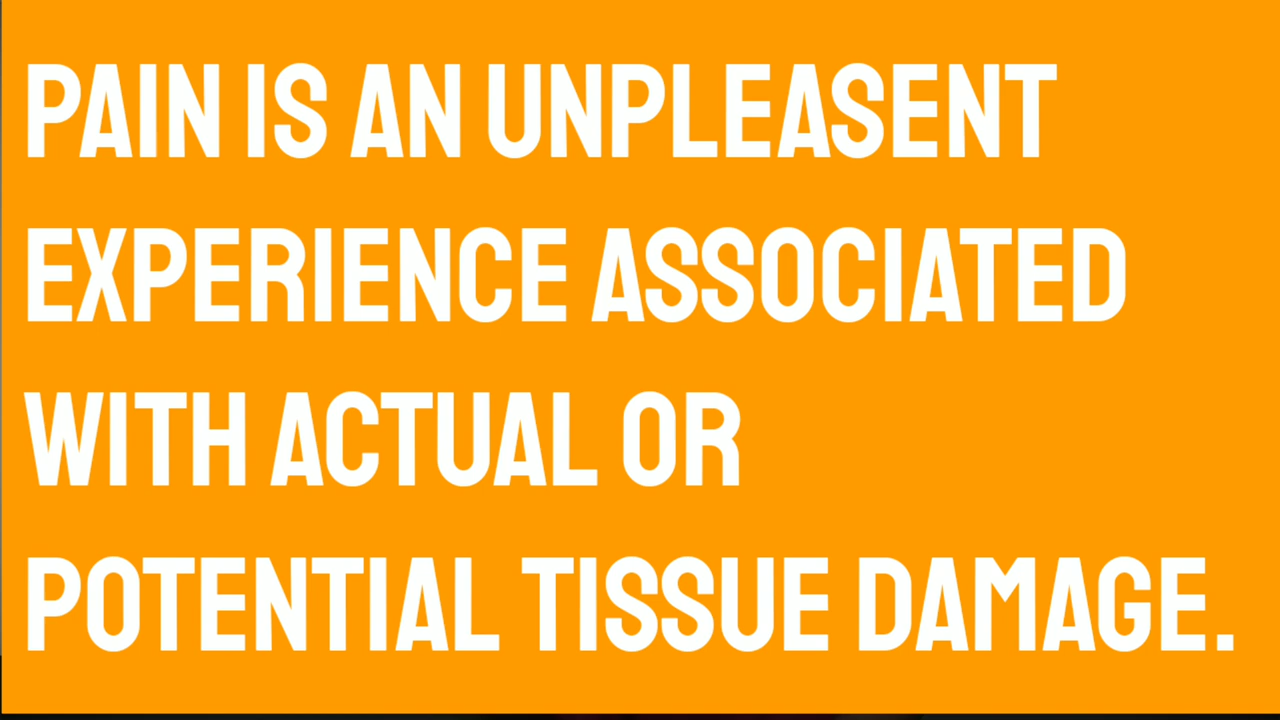 PAIN IS AN UNPLEASENT
EXPERIENCE ASSOCIATED
WITH ACTUAL OR
POTENTIAL TISSUE DAMAGE.